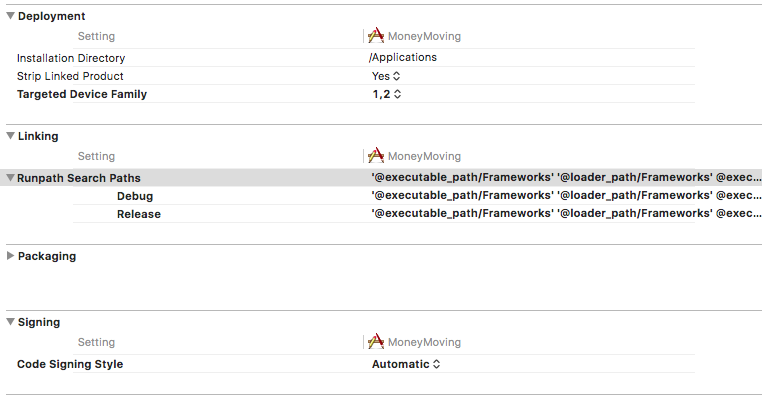 Deployment
Setting MoneyMoving
Installation Directory /Applications
Strip Linked Product Yes
Targeted Device Family 1,2
Linking
Setting MoneyMoving
Runpath Search Paths '@executable_path/Frameworks' '@loader_path/Frameworks' @exec...
Debug '@executable_path/Frameworks' '@loader_path/Frameworks' @exec...
Release '@executable_path/Frameworks' '@loader_path/Frameworks' @exec...
Packaging
Signing
Setting MoneyMoving
Code Signing Style Automatic